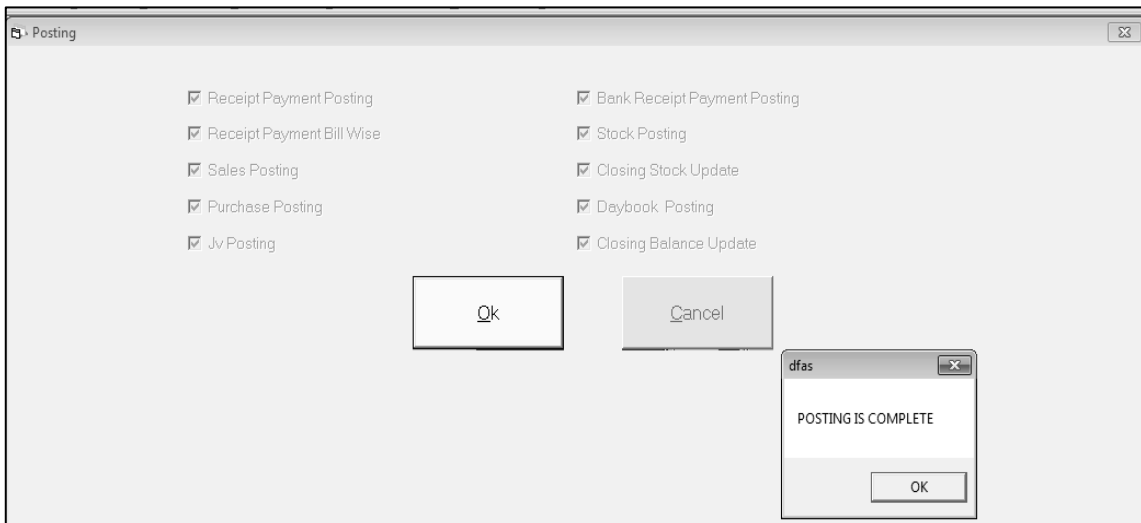 Posting
Receipt Payment Posting
Bank Receipt Payment Posting
Receipt Payment Bill Wise
Stock Posting
Sales Posting
Closing Stock Update
Purchase Posting
Daybook Posting
Jv Posting
Closing Balance Update
Ok
Cancel
dfas
POSTING IS COMPLETE
OK